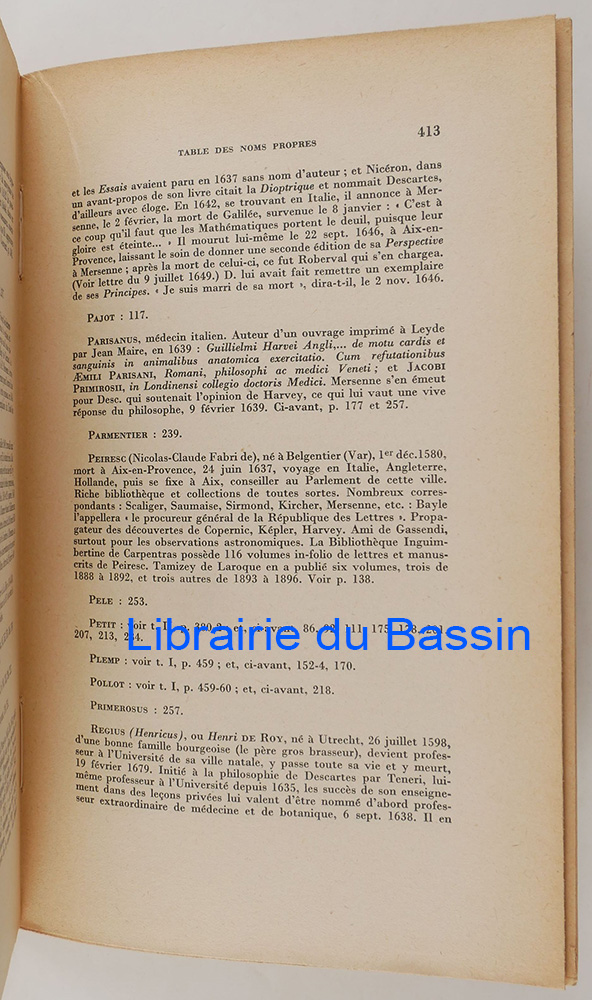 413
TABLE DES NOMS PROPRES
et les Essais avaient paru en 1637 sans nom d'auteur ; et Nicéron, dans
un avant-propos de son livre citait la Dioptrique et nommait Descartes,
d'ailleurs avec éloge. En 1642, se trouvant en Italie, il annonce à Mer-
senne, le 2 février, la mort de Galilée, survenue le 8 janvier : « C'est à
ce coup qu'il faut que les Mathématiques portent le deuil, puisque leur
gloire est éteinte... » Il mourut lui-même le 22 sept. 1646, à Aix-en-
Provence, laissant le soin de donner une seconde édition de sa Perspective
à Mersenne ; après la mort de celui-ci, ce fut Roberval qui s'en chargea.
(Voir lettre du 9 juillet 1649.) D. lui avait fait remettre un exemplaire
de ses Principes. « Je suis marri de sa mort », dira-t-il, le 2 nov. 1646.
PAJOT : 117.
PARISANUS, médecin italien. Auteur d'un ouvrage imprimé à Leyde
par Jean Maire, en 1639 : Guillielmi Harvei Angli,... de motu cardis et
sanguinis in animalibus anatomica exercitatio. Cum refutationibus
ÆMILI PARISANI, Romani, philosophi ac medici Veneti ; et JACOBI
PRIMIROSII, in Londinensi collegio doctoris Medici. Mersenne s'en émeut
pour Desc. qui soutenait l'opinion de Harvey, ce qui lui vaut une vive
réponse du philosophe, 9 février 1639. Ci-avant, p. 177 et 257.
PARMENTIER : 239.
PEIRESC (Nicolas-Claude Fabri de), né à Belgentier (Var), 1er déc.1580,
mort à Aix-en-Provence, 24 juin 1637, voyage en Italie, Angleterre,
Hollande, puis se fixe à Aix, conseiller au Parlement de cette ville.
Riche bibliothèque et collections de toutes sortes. Nombreux corres-
pondants : Scaliger, Saumaise, Sirmond, Kircher, Mersenne, etc. : Bayle
l'appellera « le procureur général de la République des Lettres ». Propa-
gateur des découvertes de Copernic, Képler, Harvey. Ami de Gassendi,
surtout pour les observations astronomiques. La Bibliothèque Inguim-
bertine de Carpentras possède 116 volumes in-folio de lettres et manus-
crits de Peiresc. Tamizey de Laroque en a publié six volumes, trois de
1888 à 1892, et trois autres de 1893 à 1896. Voir p. 138.
PELE : 253.
PETIT : voir t. I, p. et, ci-avant, 86,
207, 213,
Librairie du Bassin
PLEMP : voir t. I, p. 459 ; et, ci-avant, 152-4, 170.
POLLOT : voir t. I, p. 459-60 ; et, ci-avant, 218.
PRIMEROSUS : 257.
REGIUS (Henricus), ou Henri DE ROY, né à Utrecht, 26 juillet 1598,
d'une bonne famille bourgeoise (le père gros brasseur), devient profes-
seur à l'Université de sa ville natale, y passe toute sa vie et y meurt,
19 février 1679. Initié à la philosophie de Descartes par Teneri, lui-
même professeur à l'Université depuis 1635, les succès de son enseigne-
ment dans des leçons privées lui valent d'être nommé d'abord profes-
seur extraordinaire de médecine et de botanique, 6 sept. 1638. Il en